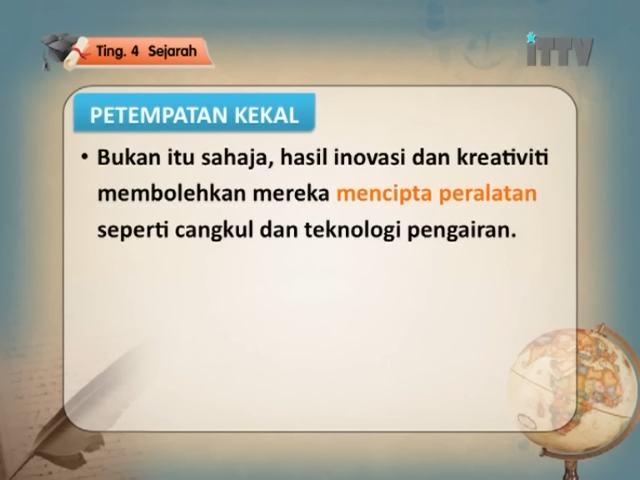 Ting. 4 Sejarah
iTTV
PETEMPATAN KEKAL
• Bukan itu sahaja, hasil inovasi dan kreativiti
membolehkan mereka mencipta peralatan
seperti cangkul dan teknologi pengairan.